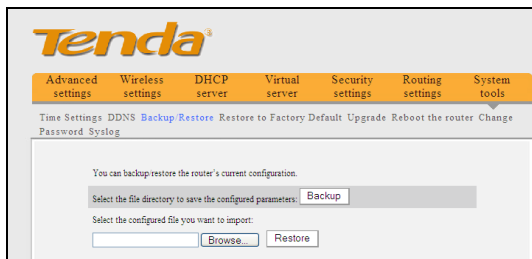 Tenda®
Advanced settings Wireless settings DHCP server Virtual server Security settings Routing settings System tools
Time Settings DDNS Backup/Restore Restore to Factory Default Upgrade Reboot the router Change
Password Syslog
You can backup/restore the router's current configuration.
Select the file directory to save the configured parameters: Backup
Select the configured file you want to import:
Browse... Restore